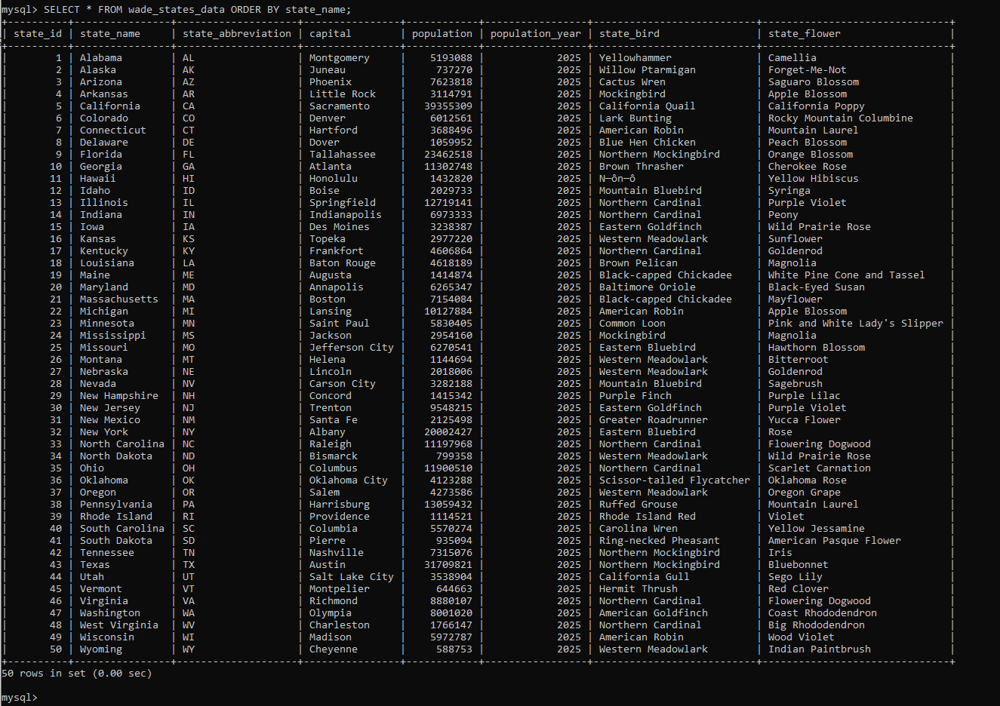 mysql> SELECT * FROM wade_states_data ORDER BY state_name;
+----------+----------------+--------------------+----------------+------------+-----------------+---------------------------+-------------------------------+
| state_id | state_name     | state_abbreviation | capital        | population | population_year | state_bird                | state_flower                  |
+----------+----------------+--------------------+----------------+------------+-----------------+---------------------------+-------------------------------+
|        1 | Alabama        | AL                 | Montgomery     |    5193088 |            2025 | Yellowhammer              | Camellia                      |
|        2 | Alaska         | AK                 | Juneau         |     737270 |            2025 | Willow Ptarmigan          | Forget-Me-Not                 |
|        3 | Arizona        | AZ                 | Phoenix        |    7623818 |            2025 | Cactus Wren               | Saguaro Blossom               |
|        4 | Arkansas       | AR                 | Little Rock    |    3114791 |            2025 | Mockingbird               | Apple Blossom                 |
|        5 | California     | CA                 | Sacramento     |   39355309 |            2025 | California Quail          | California Poppy              |
|        6 | Colorado       | CO                 | Denver         |    6012561 |            2025 | Lark Bunting              | Rocky Mountain Columbine      |
|        7 | Connecticut    | CT                 | Hartford       |    3688496 |            2025 | American Robin            | Mountain Laurel               |
|        8 | Delaware       | DE                 | Dover          |    1059952 |            2025 | Blue Hen Chicken          | Peach Blossom                 |
|        9 | Florida        | FL                 | Tallahassee    |   23462518 |            2025 | Northern Mockingbird      | Orange Blossom                |
|       10 | Georgia        | GA                 | Atlanta        |   11302748 |            2025 | Brown Thrasher            | Cherokee Rose                 |
|       11 | Hawaii         | HI                 | Honolulu       |    1432820 |            2025 | N─ôn─ô                    | Yellow Hibiscus               |
|       12 | Idaho          | ID                 | Boise          |    2029733 |            2025 | Mountain Bluebird         | Syringa                       |
|       13 | Illinois       | IL                 | Springfield    |   12719141 |            2025 | Northern Cardinal         | Purple Violet                 |
|       14 | Indiana        | IN                 | Indianapolis   |    6973333 |            2025 | Northern Cardinal         | Peony                         |
|       15 | Iowa           | IA                 | Des Moines     |    3238387 |            2025 | Eastern Goldfinch         | Wild Prairie Rose             |
|       16 | Kansas         | KS                 | Topeka         |    2977220 |            2025 | Western Meadowlark        | Sunflower                     |
|       17 | Kentucky       | KY                 | Frankfort      |    4606864 |            2025 | Northern Cardinal         | Goldenrod                     |
|       18 | Louisiana      | LA                 | Baton Rouge    |    4618189 |            2025 | Brown Pelican             | Magnolia                      |
|       19 | Maine          | ME                 | Augusta        |    1414874 |            2025 | Black-capped Chickadee    | White Pine Cone and Tassel    |
|       20 | Maryland       | MD                 | Annapolis      |    6265347 |            2025 | Baltimore Oriole          | Black-Eyed Susan              |
|       21 | Massachusetts  | MA                 | Boston         |    7154084 |            2025 | Black-capped Chickadee    | Mayflower                     |
|       22 | Michigan       | MI                 | Lansing        |   10127884 |            2025 | American Robin            | Apple Blossom                 |
|       23 | Minnesota      | MN                 | Saint Paul     |    5830405 |            2025 | Common Loon               | Pink and White Lady's Slipper |
|       24 | Mississippi    | MS                 | Jackson        |    2954160 |            2025 | Mockingbird               | Magnolia                      |
|       25 | Missouri       | MO                 | Jefferson City |    6270541 |            2025 | Eastern Bluebird          | Hawthorn Blossom              |
|       26 | Montana        | MT                 | Helena         |    1144694 |            2025 | Western Meadowlark        | Bitterroot                    |
|       27 | Nebraska       | NE                 | Lincoln        |    2018006 |            2025 | Western Meadowlark        | Goldenrod                     |
|       28 | Nevada         | NV                 | Carson City    |    3282188 |            2025 | Mountain Bluebird         | Sagebrush                     |
|       29 | New Hampshire  | NH                 | Concord        |    1415342 |            2025 | Purple Finch              | Purple Lilac                  |
|       30 | New Jersey     | NJ                 | Trenton        |    9548215 |            2025 | Eastern Goldfinch         | Purple Violet                 |
|       31 | New Mexico     | NM                 | Santa Fe       |    2125498 |            2025 | Greater Roadrunner        | Yucca Flower                  |
|       32 | New York       | NY                 | Albany         |   20002427 |            2025 | Eastern Bluebird          | Rose                          |
|       33 | North Carolina | NC                 | Raleigh        |   11197968 |            2025 | Northern Cardinal         | Flowering Dogwood             |
|       34 | North Dakota   | ND                 | Bismarck       |     799358 |            2025 | Western Meadowlark        | Wild Prairie Rose             |
|       35 | Ohio           | OH                 | Columbus       |   11900510 |            2025 | Northern Cardinal         | Scarlet Carnation             |
|       36 | Oklahoma       | OK                 | Oklahoma City  |    4123288 |            2025 | Scissor-tailed Flycatcher | Oklahoma Rose                 |
|       37 | Oregon         | OR                 | Salem          |    4273586 |            2025 | Western Meadowlark        | Oregon Grape                  |
|       38 | Pennsylvania   | PA                 | Harrisburg     |   13059432 |            2025 | Ruffed Grouse             | Mountain Laurel               |
|       39 | Rhode Island   | RI                 | Providence     |    1114521 |            2025 | Rhode Island Red          | Violet                        |
|       40 | South Carolina | SC                 | Columbia       |    5570274 |            2025 | Carolina Wren             | Yellow Jessamine              |
|       41 | South Dakota   | SD                 | Pierre         |     935094 |            2025 | Ring-necked Pheasant      | American Pasque Flower        |
|       42 | Tennessee      | TN                 | Nashville      |    7315076 |            2025 | Northern Mockingbird      | Iris                          |
|       43 | Texas          | TX                 | Austin         |   31709821 |            2025 | Northern Mockingbird      | Bluebonnet                    |
|       44 | Utah           | UT                 | Salt Lake City |    3538904 |            2025 | California Gull           | Sego Lily                     |
|       45 | Vermont        | VT                 | Montpelier     |     644663 |            2025 | Hermit Thrush             | Red Clover                    |
|       46 | Virginia       | VA                 | Richmond       |    8880107 |            2025 | Northern Cardinal         | Flowering Dogwood             |
|       47 | Washington     | WA                 | Olympia        |    8001020 |            2025 | American Goldfinch        | Coast Rhododendron            |
|       48 | West Virginia  | WV                 | Charleston     |    1766147 |            2025 | Northern Cardinal         | Big Rhododendron              |
|       49 | Wisconsin      | WI                 | Madison        |    5972787 |            2025 | American Robin            | Wood Violet                   |
|       50 | Wyoming        | WY                 | Cheyenne       |     588753 |            2025 | Western Meadowlark        | Indian Paintbrush             |
+----------+----------------+--------------------+----------------+------------+-----------------+---------------------------+-------------------------------+
50 rows in set (0.00 sec)
mysql>